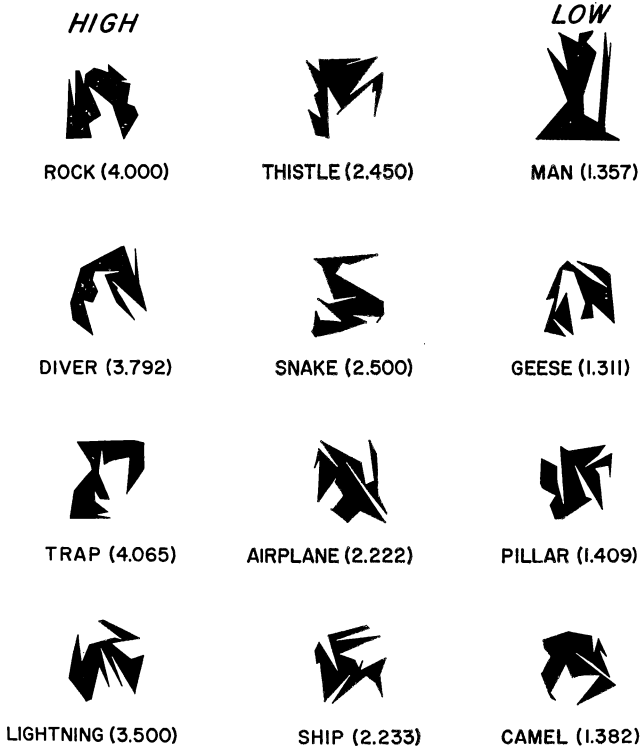 HIGH LOW
ROCK (4.000) THISTLE (2.450) MAN (1.357)
DIVER (3.792) SNAKE (2.500) GEESE (1.311)
TRAP (4.065) AIRPLANE (2.222) PILLAR (1.409)
LIGHTNING (3.500) SHIP (2.233) CAMEL (1.382)